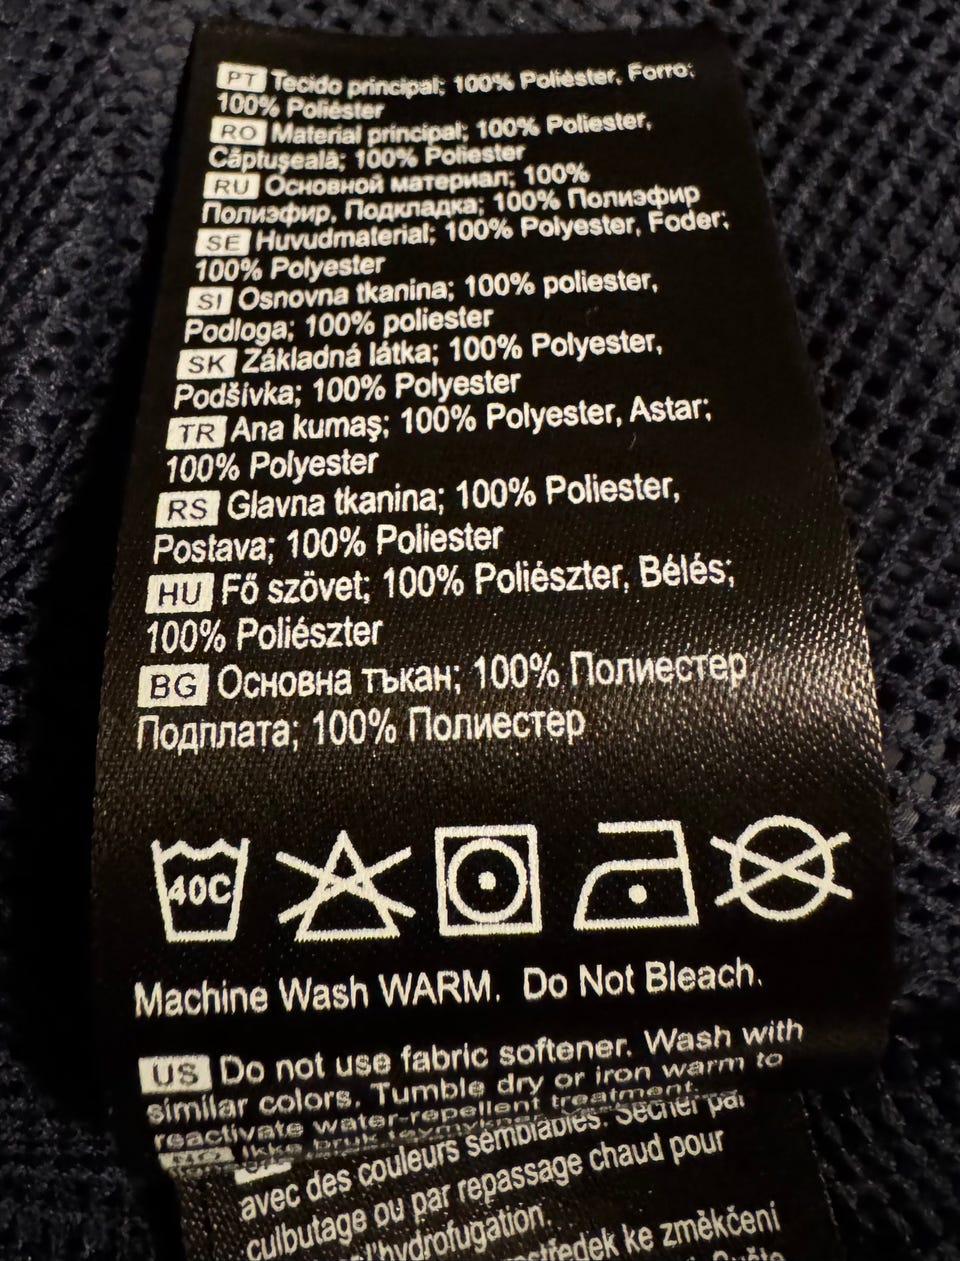 PT Tecido principal; 100% Poliéster, Forro;
100% Poliéster
RO Material principal; 100% Poliester,
Căptuşeală; 100% Poliester
RU Основной материал; 100%
Полиэфир, Подкладка; 100% Полиэфир
SE Huvudmaterial; 100% Polyester, Foder;
100% Polyester
SI Osnovna tkanina; 100% poliester,
Podloga; 100% poliester
SK Základná látka; 100% Polyester,
Podšívka; 100% Polyester
TR Ana kumaş; 100% Polyester, Astar;
100% Polyester
RS Glavna tkanina; 100% Poliester,
Postava; 100% Poliester
HU Fő szövet; 100% Poliészter, Bélés;
100% Poliészter
BG Основна тъкан; 100% Полиестер
Подплата; 100% Полиестер
40C
Machine Wash WARM. Do Not Bleach.
US Do not use fabric softener. Wash with
similar colors. Tumble dry or iron warm to
reactivate water-repellent treatment.
NO Ikke bruk
semblables. Sécher par
avec des couleurs
culbutage ou par repassage chaud pour
l'hydrofugation.
ke změkčení